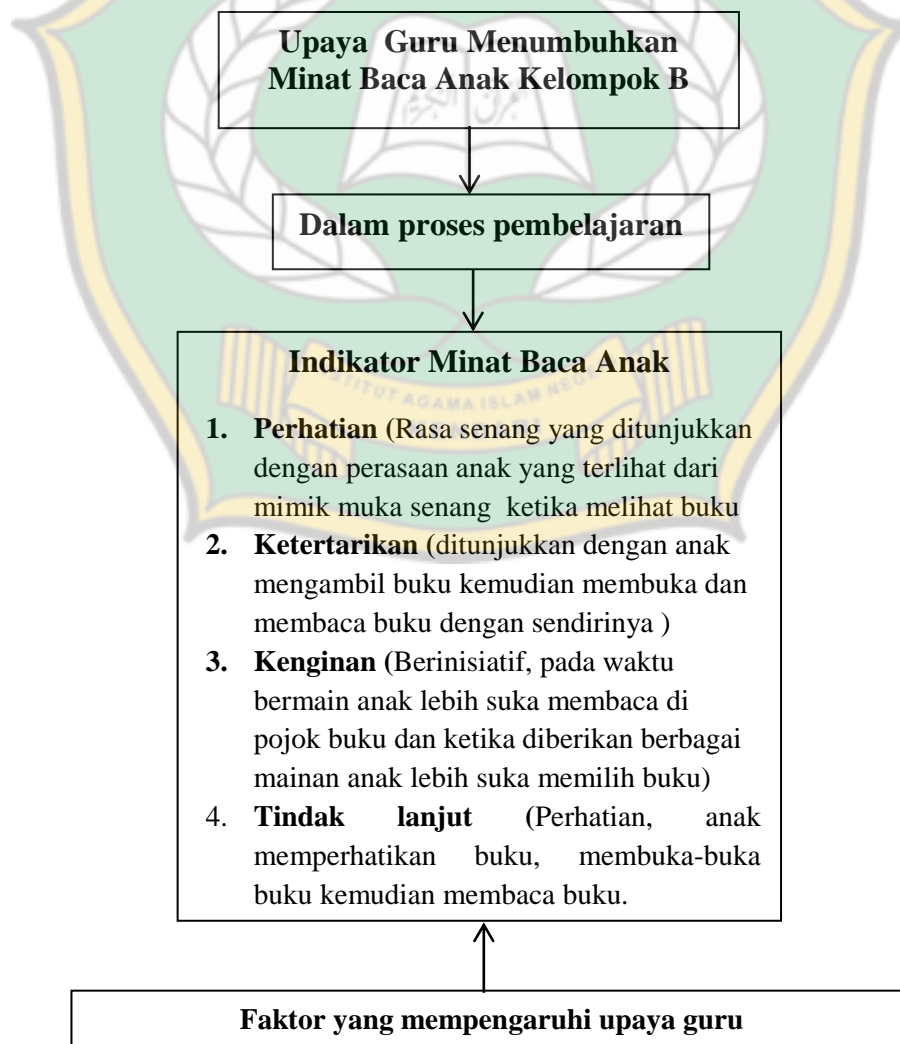 Upaya Guru Menumbuhkan
Minat Baca Anak Kelompok B
Dalam proses pembelajaran
Indikator Minat Baca Anak
1. Perhatian (Rasa senang yang ditunjukkan
dengan perasaan anak yang terlihat dari
mimik muka senang ketika melihat buku
2. Ketertarikan (ditunjukkan dengan anak
mengambil buku kemudian membuka dan
membaca buku dengan sendirinya )
3. Kenginan (Berinisiatif, pada waktu
bermain anak lebih suka membaca di
pojok buku dan ketika diberikan berbagai
mainan anak lebih suka memilih buku)
4. Tindak lanjut (Perhatian, anak
memperhatikan buku, membuka-buka
buku kemudian membaca buku.
Faktor yang mempengaruhi upaya guru
AGAMA ISLAM